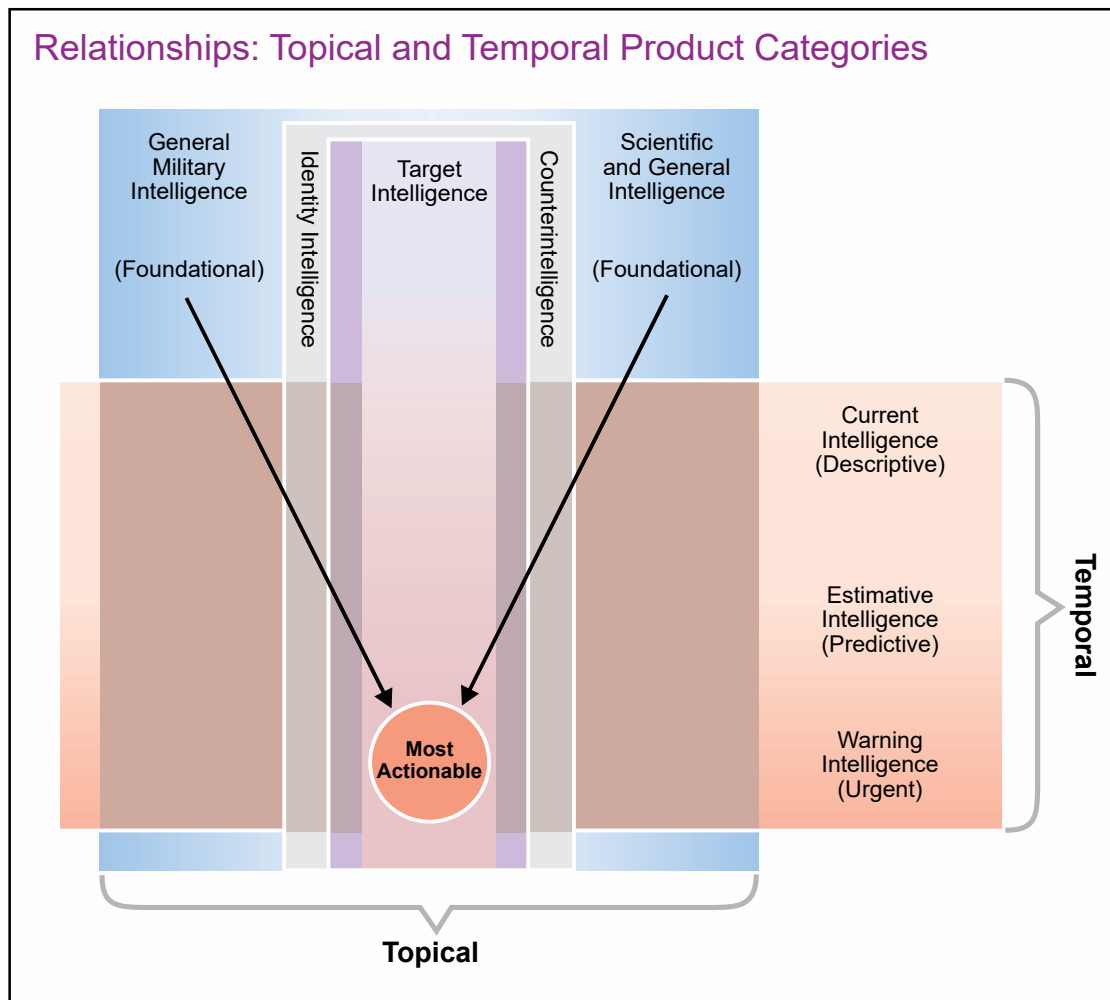 Relationships: Topical and Temporal Product Categories
General
Military
Intelligence
(Foundational)
Identity Intelligence
Target
Intelligence
Counterintelligence
Scientific
and General
Intelligence
(Foundational)
Current
Intelligence
(Descriptive)
Estimative
Intelligence
(Predictive)
Warning
Intelligence
(Urgent)
Temporal
Most
Actionable
Topical